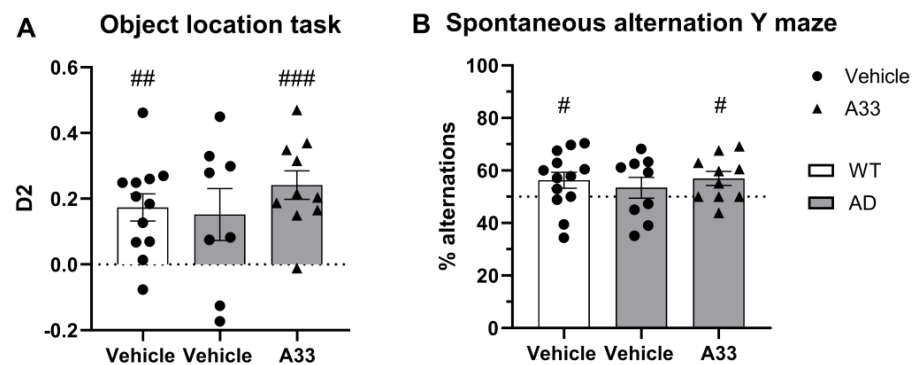 A Object location task
##
###
0.6
0.4
0.2
0.0
-0.2
D2
Vehicle Vehicle A33
B Spontaneous alternation Y maze
#
#
100
80
60
40
20
0
% alternations
Vehicle Vehicle A33
Vehicle
A33
WT
AD